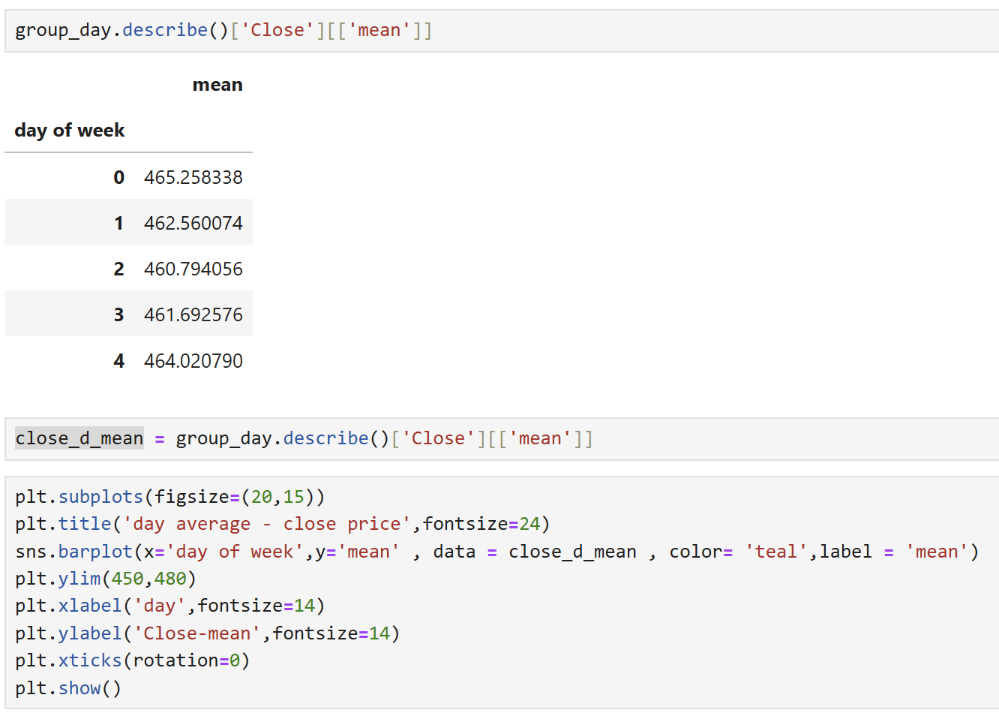 group_day.describe()['Close'][['mean']]
mean
day of week
0 465.258338
1 462.560074
2 460.794056
3 461.692576
4 464.020790
close_d_mean = group_day.describe()['Close'][['mean']]
plt.subplots(figsize=(20,15))
plt.title('day average - close price',fontsize=24)
sns.barplot(x='day of week',y='mean' , data = close_d_mean , color= 'teal',label = 'mean')
plt.ylim(450,480)
plt.xlabel('day',fontsize=14)
plt.ylabel('Close-mean',fontsize=14)
plt.xticks(rotation=0)
plt.show()